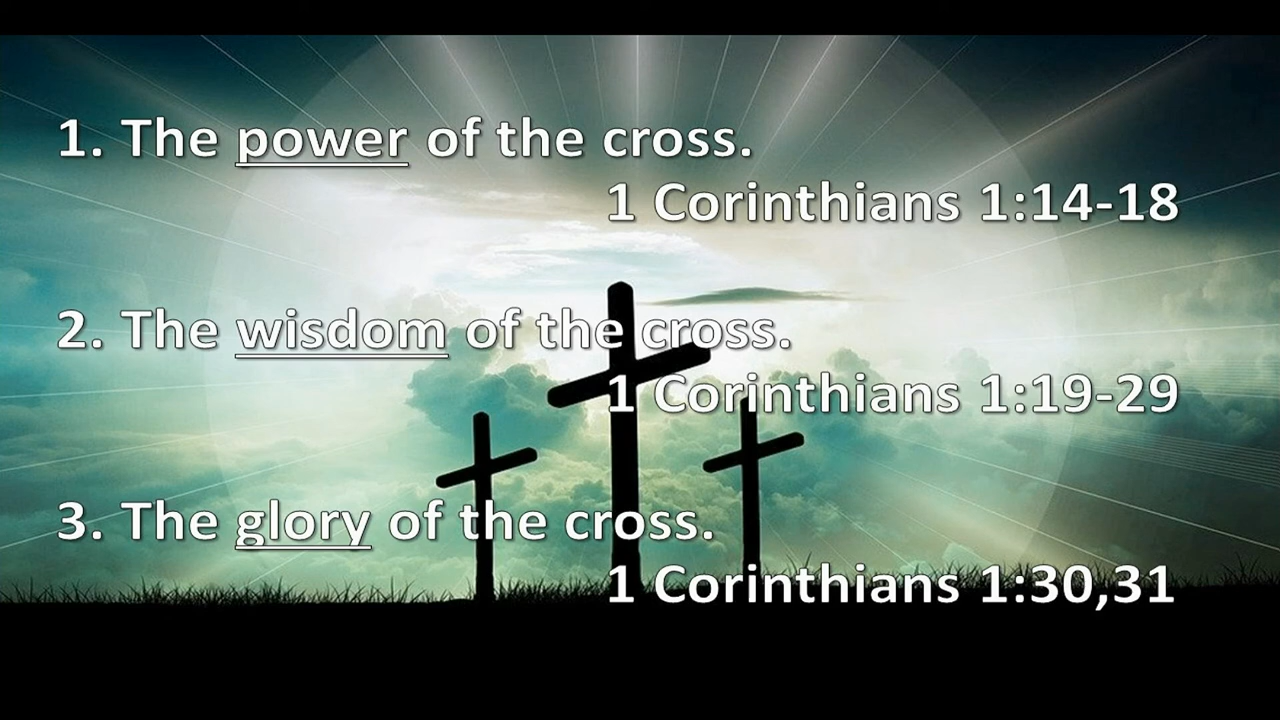 1. The power of the cross.
1 Corinthians 1:14-18
2. The wisdom of the cross.
1 Corinthians 1:19-29
3. The glory of the cross.
1 Corinthians 1:30,31